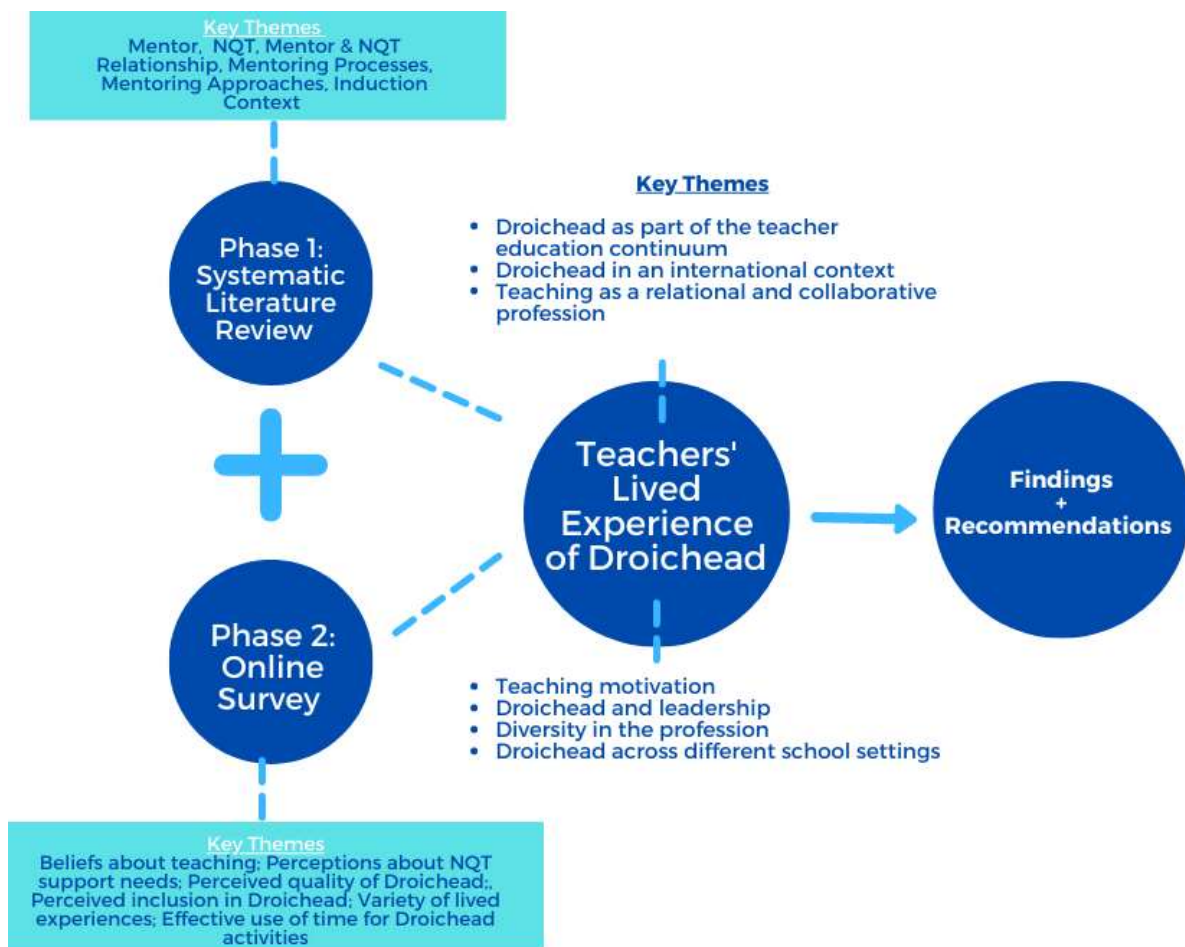 Key Themes
Mentor, NQT, Mentor & NQT
Relationship, Mentoring Processes,
Mentoring Approaches, Induction
Context
Phase 1:
Systematic
Literature
Review
Key Themes
• Droichead as part of the teacher
education continuum
• Droichead in an international context
• Teaching as a relational and collaborative
profession
Teachers'
Lived
Experience
of Droichead
Findings
+
Recommendations
Phase 2:
Online
Survey
• Teaching motivation
• Droichead and leadership
• Diversity in the profession
• Droichead across different school settings
Key Themes
Beliefs about teaching; Perceptions about NQT
support needs; Perceived quality of Droichead;,
Perceived inclusion in Droichead; Variety of lived
experiences; Effective use of time for Droichead
activities